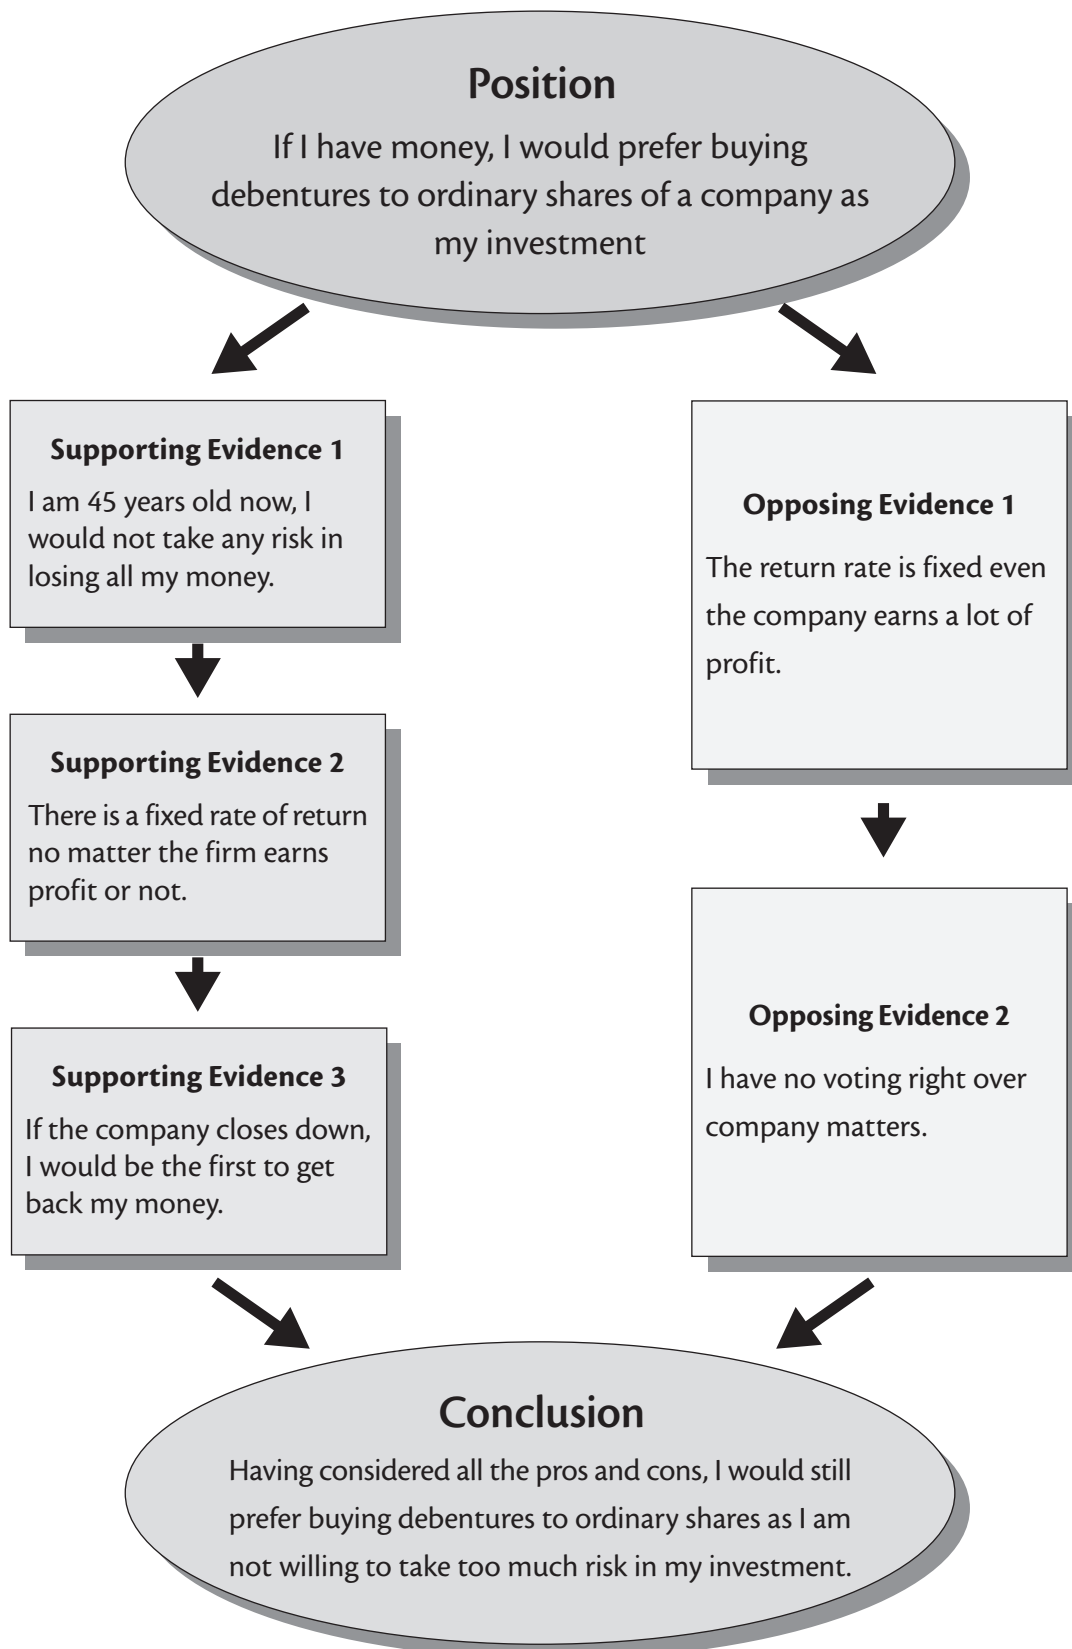 Position
If I have money, I would prefer buying
debentures to ordinary shares of a company as
my investment
Supporting Evidence 1
I am 45 years old now, I
would not take any risk in
losing all my money.
Supporting Evidence 2
There is a fixed rate of return
no matter the firm earns
profit or not.
Supporting Evidence 3
If the company closes down,
I would be the first to get
back my money.
Opposing Evidence 1
The return rate is fixed even
the company earns a lot of
profit.
Opposing Evidence 2
I have no voting right over
company matters.
Conclusion
Having considered all the pros and cons, I would still
prefer buying debentures to ordinary shares as I am
not willing to take too much risk in my investment.